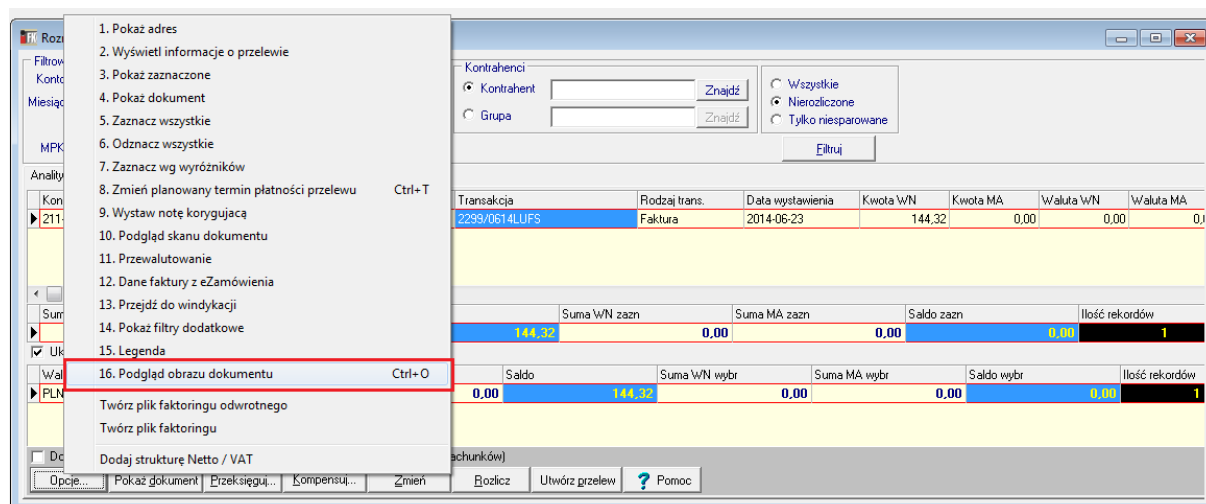 Rozr
1. Pokaż adres
2. Wyświetl informacje o przelewie
3. Pokaż zaznaczone
4. Pokaż dokument
5. Zaznacz wszystkie
6. Odznacz wszystkie
7. Zaznacz wg wyróżników
8. Zmień planowany termin płatności przelewu Ctrl+T
9. Wystaw notę korygującą
10. Podgląd skanu dokumentu
11. Przewalutowanie
12. Dane faktury z eZamówienia
13. Przejdź do windykacji
14. Pokaż filtry dodatkowe
15. Legenda
16. Podgląd obrazu dokumentu Ctrl+O
Twórz plik faktoringu odwrotnego
Twórz plik faktoringu
Dodaj strukturę Netto / VAT
Filtrow
Konto
Miesiąc
MPK
Kontrahenci
Kontrahent Znajdź
Grupa Znajdź
Wszystkie
Nierozliczone
Tylko niesparowane
Filtruj
Anality
Kon Transakcja Rodzaj trans. Data wystawienia Kwota WN Kwota MA Waluta WN Waluta MA
211- 2299/0614LUFS Faktura 2014-06-23 144,32 0,00 0,00 0,
Sum Suma WN zazn Suma MA zazn Saldo zazn Ilość rekordów
144,32 0,00 0,00 0,00 1
Uk
Wal Saldo Suma WN wybr Suma MA wybr Saldo wybr Ilość rekordów
PLN 0,00 144,32 0,00 0,00 0,00 1
Do achunków)
Opcje... Pokaż dokument Przeksięguj... Kompensuj... Zmień Rozlicz Utwórz przelew Pomoc